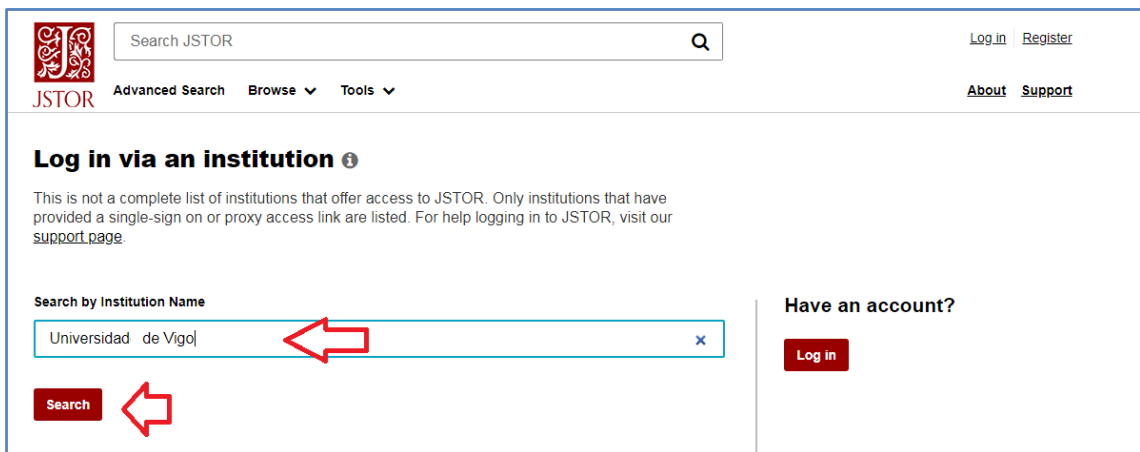 Search JSTOR
Log in Register
JSTOR
Advanced Search Browse Tools
About Support
Log in via an institution
This is not a complete list of institutions that offer access to JSTOR. Only institutions that have
provided a single-sign on or proxy access link are listed. For help logging in to JSTOR, visit our
support page.
Search by Institution Name
Universidad de Vigo
Search
Have an account?
Log in